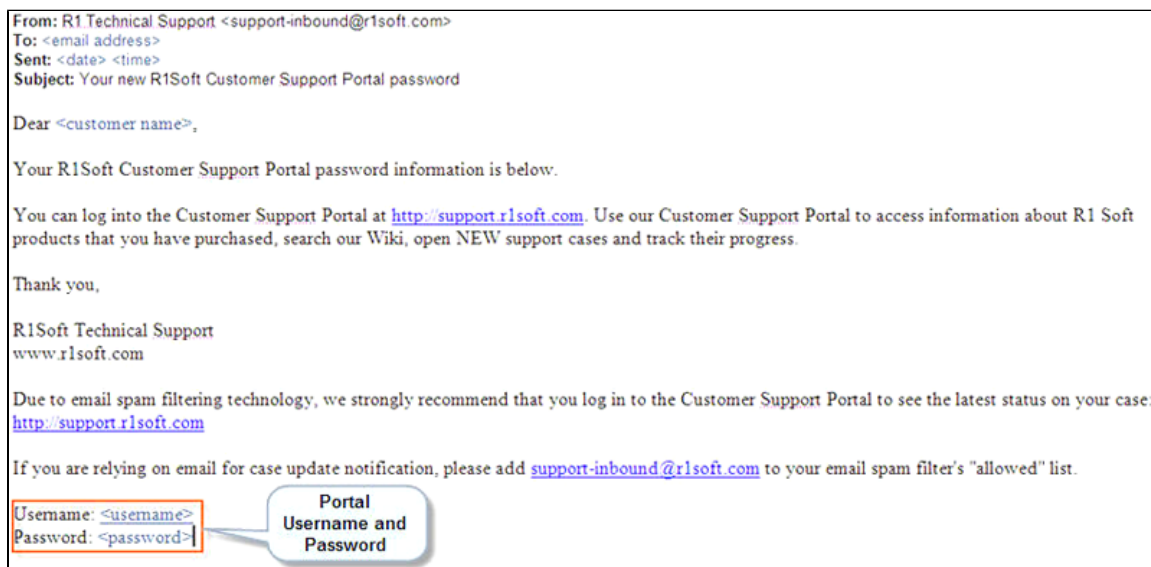 From: R1 Technical Support <support-inbound@r1soft.com>
To: <email address>
Sent: <date> <time>
Subject: Your new R1Soft Customer Support Portal password
Dear <customer name>,
Your R1Soft Customer Support Portal password information is below.
You can log into the Customer Support Portal at http://support.r1soft.com. Use our Customer Support Portal to access information about R1 Soft
products that you have purchased, search our Wiki, open NEW support cases and track their progress.
Thank you,
R1Soft Technical Support
www.r1soft.com
Due to email spam filtering technology, we strongly recommend that you log in to the Customer Support Portal to see the latest status on your case:
http://support.r1soft.com
If you are relying on email for case update notification, please add support-inbound@r1soft.com to your email spam filter's "allowed" list.
Username: <username>
Password: <password>
Portal
Username and
Password